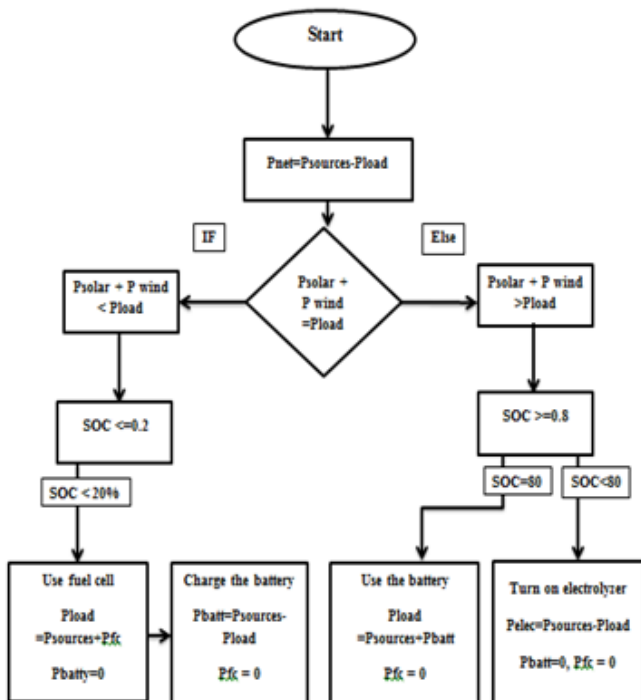 Start
Pnet=Psources-Pload
IF
Else
Psolar +
P wind
=Pload
Psolar + P wind
< Pload
Psolar + P wind
>Pload
SOC <=0.2
SOC >=0.8
SOC < 20%
SOC=80
SOC<80
Use fuel cell
Pload
=Psources+Pfc
Pbatty=0
Charge the battery
Pbatt=Psources-
Pload
Pfc = 0
Use the battery
Pload
=Psources+Pbatt
Pfc = 0
Turn on electrolyzer
Pelec=Psources-Pload
Pbatt=0, Pfc = 0